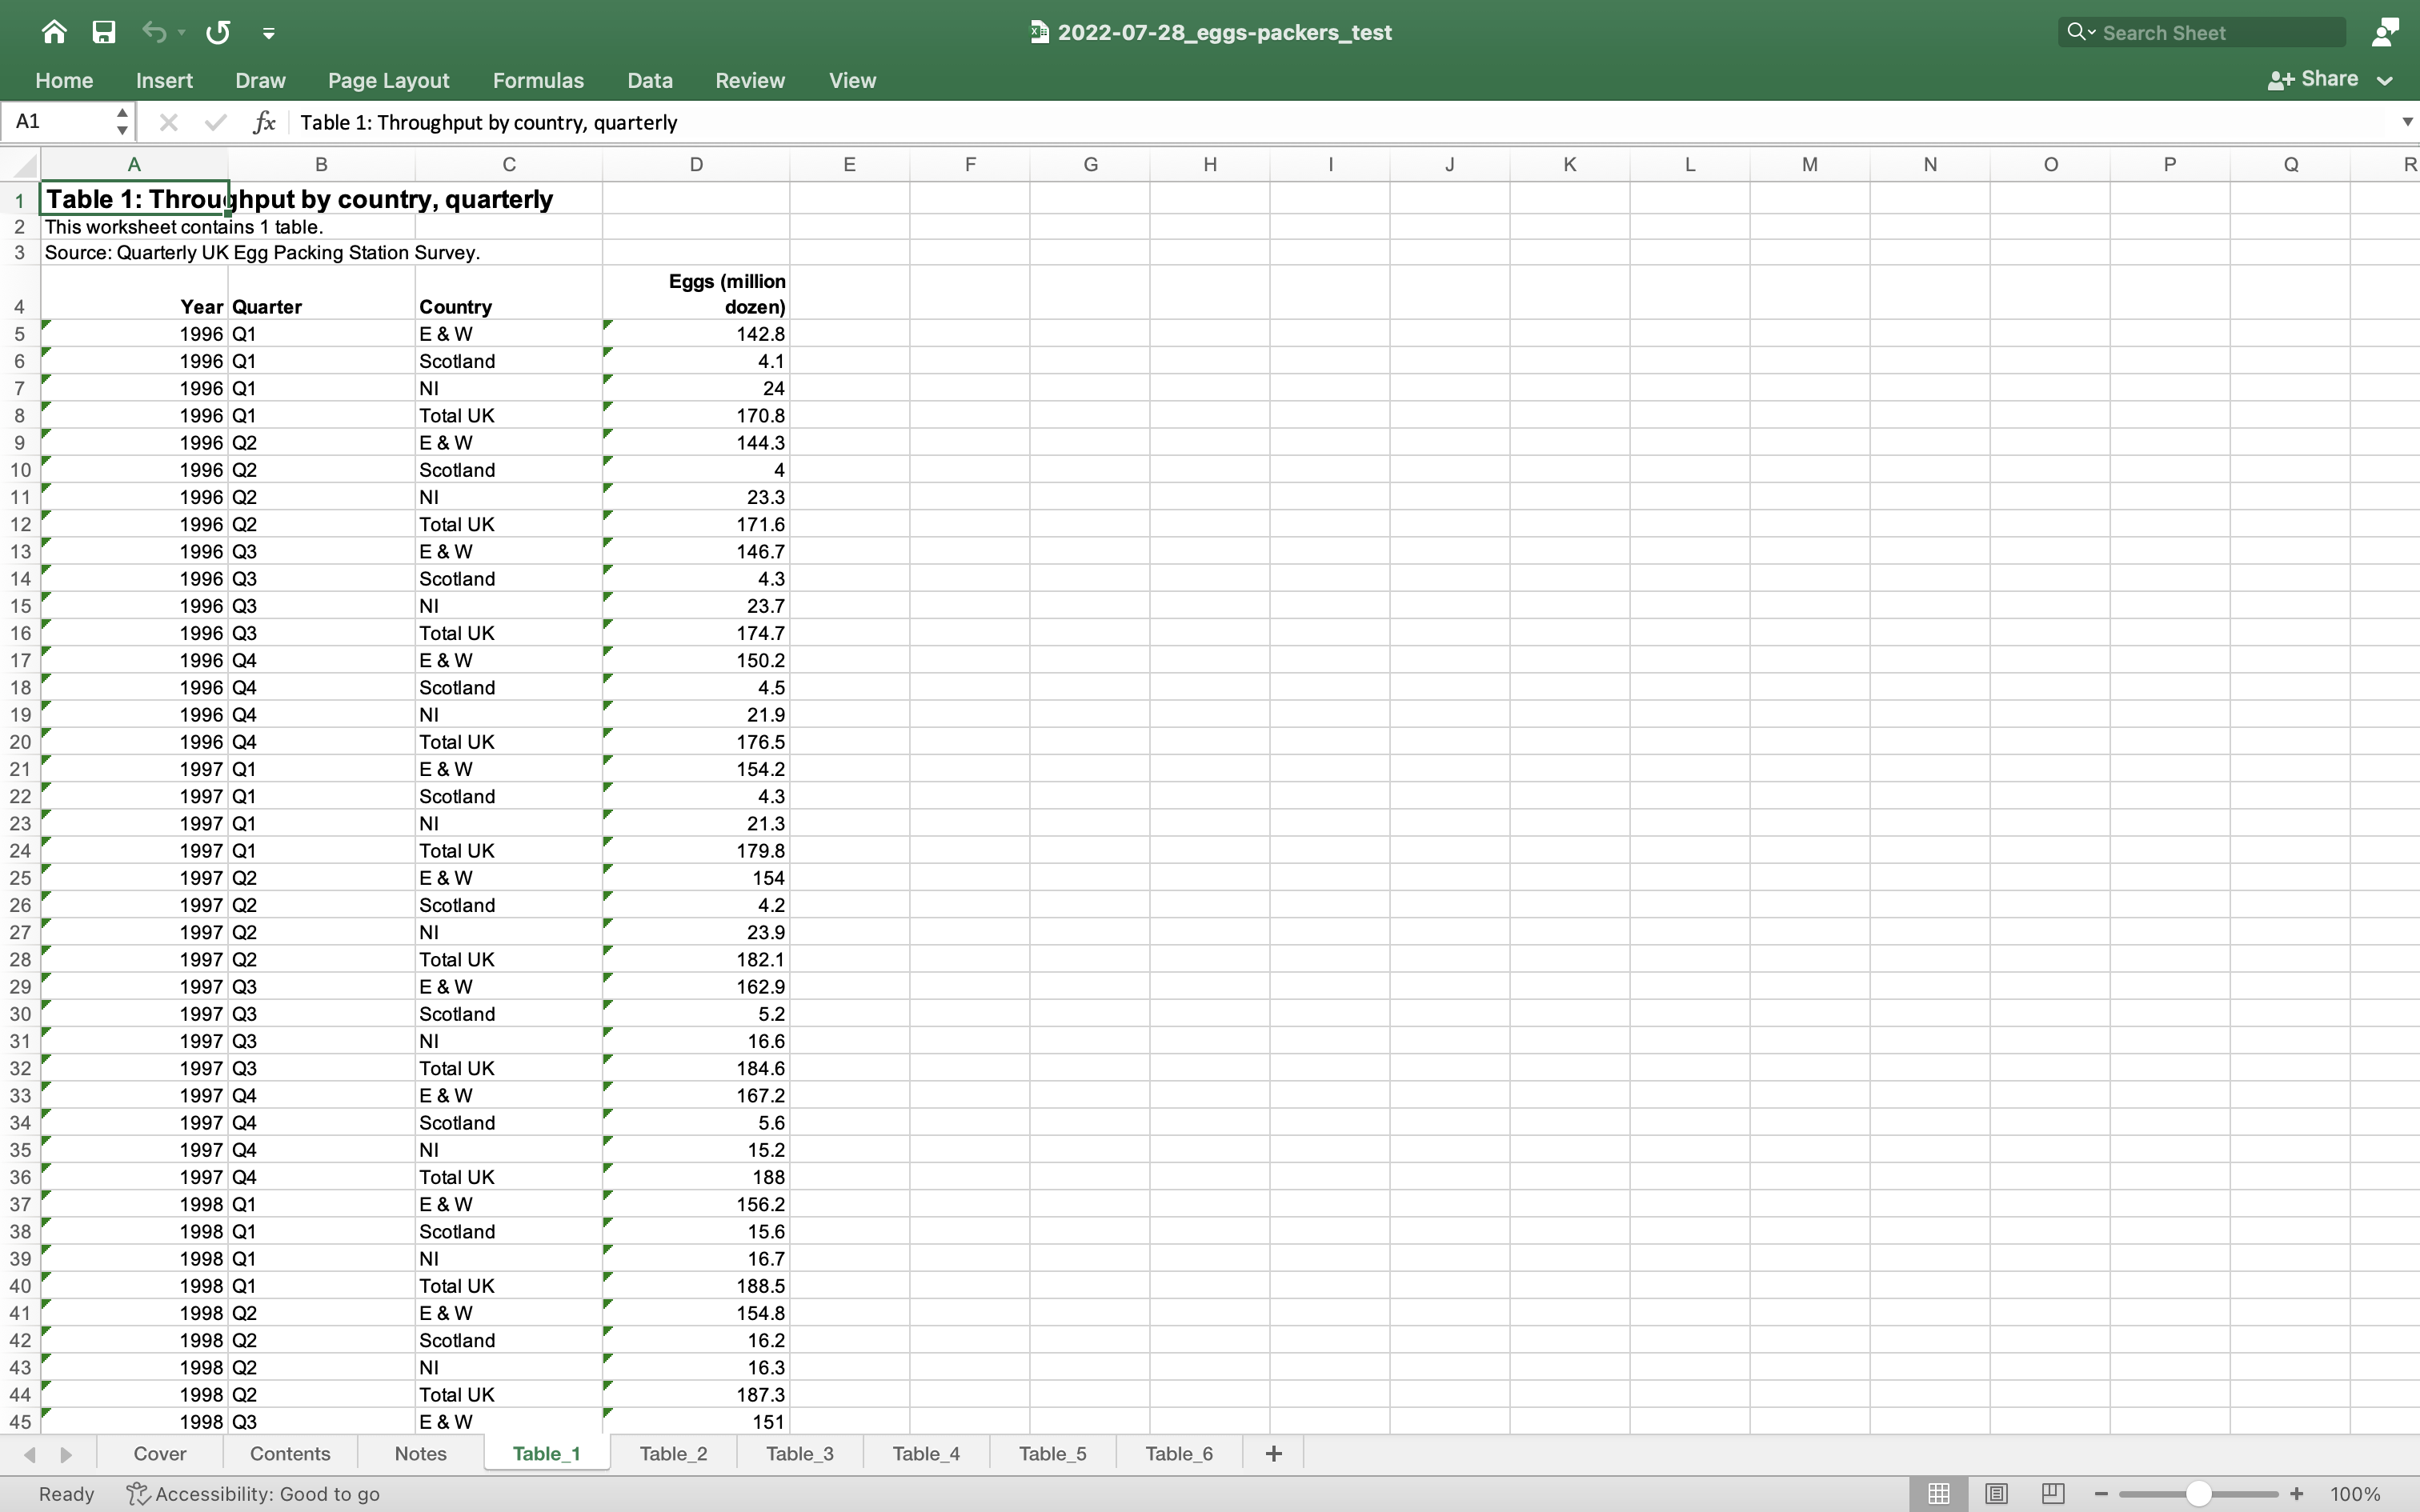 2022-07-28_eggs-packers_test
Search Sheet
Home Insert Draw Page Layout Formulas Data Review View Share
A1 fx Table 1: Throughput by country, quarterly
A B C D E F G H I J K L M N O P Q R
1 Table 1: Throughput by country, quarterly
2 This worksheet contains 1 table.
3 Source: Quarterly UK Egg Packing Station Survey.
4 Year Quarter Country Eggs (million dozen)
5 1996 Q1 E & W 142.8
6 1996 Q1 Scotland 4.1
7 1996 Q1 NI 24
8 1996 Q1 Total UK 170.8
9 1996 Q2 E & W 144.3
10 1996 Q2 Scotland 4
11 1996 Q2 NI 23.3
12 1996 Q2 Total UK 171.6
13 1996 Q3 E & W 146.7
14 1996 Q3 Scotland 4.3
15 1996 Q3 NI 23.7
16 1996 Q3 Total UK 174.7
17 1996 Q4 E & W 150.2
18 1996 Q4 Scotland 4.5
19 1996 Q4 NI 21.9
20 1996 Q4 Total UK 176.5
21 1997 Q1 E & W 154.2
22 1997 Q1 Scotland 4.3
23 1997 Q1 NI 21.3
24 1997 Q1 Total UK 179.8
25 1997 Q2 E & W 154
26 1997 Q2 Scotland 4.2
27 1997 Q2 NI 23.9
28 1997 Q2 Total UK 182.1
29 1997 Q3 E & W 162.9
30 1997 Q3 Scotland 5.2
31 1997 Q3 NI 16.6
32 1997 Q3 Total UK 184.6
33 1997 Q4 E & W 167.2
34 1997 Q4 Scotland 5.6
35 1997 Q4 NI 15.2
36 1997 Q4 Total UK 188
37 1998 Q1 E & W 156.2
38 1998 Q1 Scotland 15.6
39 1998 Q1 NI 16.7
40 1998 Q1 Total UK 188.5
41 1998 Q2 E & W 154.8
42 1998 Q2 Scotland 16.2
43 1998 Q2 NI 16.3
44 1998 Q2 Total UK 187.3
45 1998 Q3 E & W 151
Cover Contents Notes Table_1 Table_2 Table_3 Table_4 Table_5 Table_6 +
Ready Accessibility: Good to go 100%